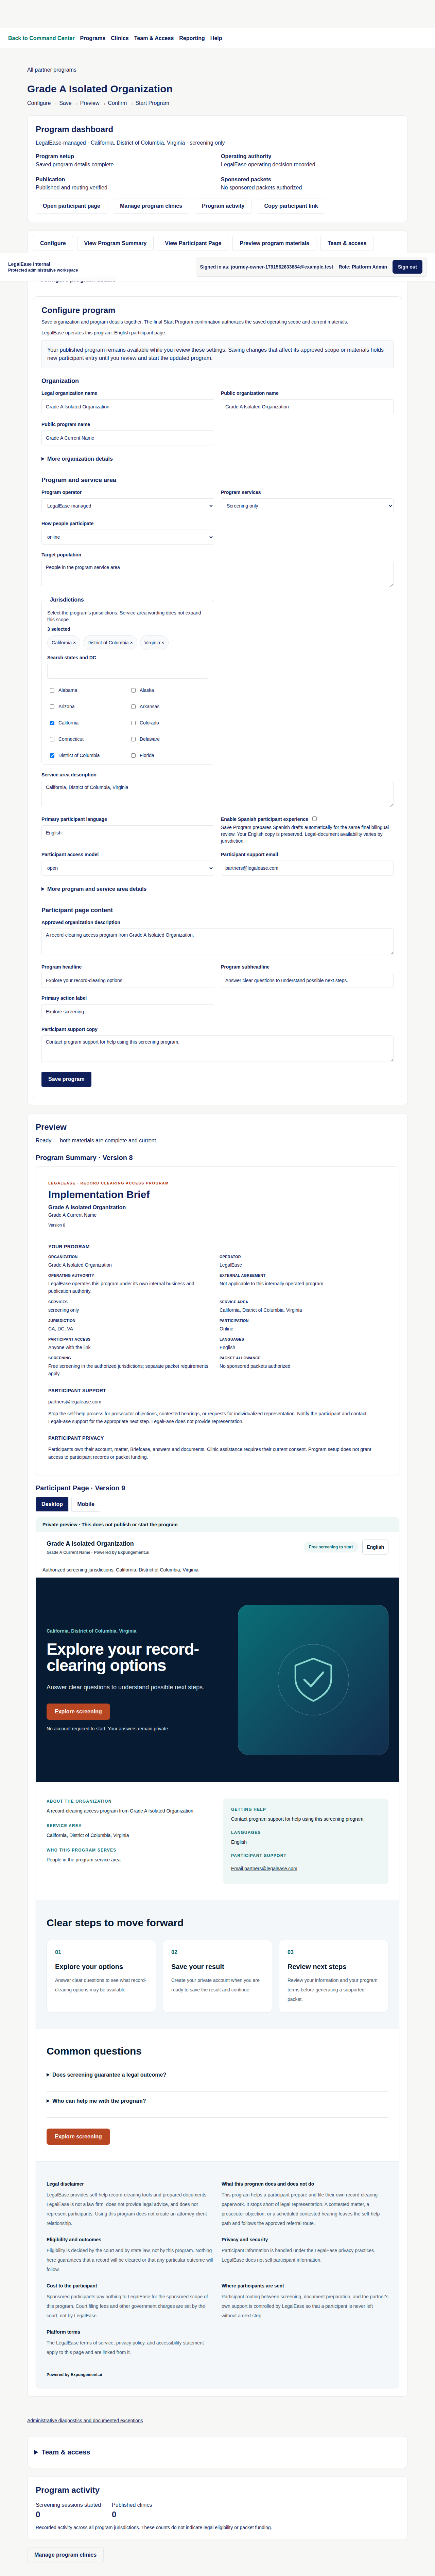 Back to Command Center Programs Clinics Team & Access Reporting Help
All partner programs
Grade A Isolated Organization
Configure → Save → Preview → Confirm → Start Program
Program dashboard
LegalEase-managed · California, District of Columbia, Virginia · screening only
Program setup
Saved program details complete
Operating authority
LegalEase operating decision recorded
Publication
Published and routing verified
Sponsored packets
No sponsored packets authorized
Open participant page Manage program clinics Program activity Copy participant link
Configure View Program Summary View Participant Page Preview program materials Team & access
LegalEase Internal
Protected administrative workspace
Signed in as: journey-owner-1791562633884@example.test Role: Platform Admin Sign out
Configure program
Save organization and program details together. The final Start Program confirmation authorizes the saved operating scope and current materials.
LegalEase operates this program. English participant page.
Your published program remains available while you review these settings. Saving changes that affect its approved scope or materials holds
new participant entry until you review and start the updated program.
Organization
Legal organization name
Grade A Isolated Organization
Public organization name
Grade A Isolated Organization
Public program name
Grade A Current Name
▶ More organization details
Program and service area
Program operator
LegalEase-managed
Program services
Screening only
How people participate
online
Target population
People in the program service area
Jurisdictions
Select the program's jurisdictions. Service-area wording does not expand
this scope.
3 selected
California × District of Columbia × Virginia ×
Search states and DC
Alabama Alaska
Arizona Arkansas
California Colorado
Connecticut Delaware
District of Columbia Florida
Service area description
California, District of Columbia, Virginia
Primary participant language
English
Enable Spanish participant experience
Save Program prepares Spanish drafts automatically for the same final bilingual
review. Your English copy is preserved. Legal-document availability varies by
jurisdiction.
Participant access model
open
Participant support email
partners@legalease.com
▶ More program and service area details
Participant page content
Approved organization description
A record-clearing access program from Grade A Isolated Organization.
Program headline
Explore your record-clearing options
Program subheadline
Answer clear questions to understand possible next steps.
Primary action label
Explore screening
Participant support copy
Contact program support for help using this screening program.
Save program
Preview
Ready — both materials are complete and current.
Program Summary · Version 8
LEGALEASE · RECORD CLEARING ACCESS PROGRAM
Implementation Brief
Grade A Isolated Organization
Grade A Current Name
Version 8
YOUR PROGRAM
ORGANIZATION
Grade A Isolated Organization
OPERATOR
LegalEase
OPERATING AUTHORITY
LegalEase operates this program under its own internal business and
publication authority.
EXTERNAL AGREEMENT
Not applicable to this internally operated program
SERVICES
screening only
SERVICE AREA
California, District of Columbia, Virginia
JURISDICTION
CA, DC, VA
PARTICIPATION
Online
PARTICIPANT ACCESS
Anyone with the link
LANGUAGES
English
SCREENING
Free screening in the authorized jurisdictions; separate packet requirements
apply
PACKET ALLOWANCE
No sponsored packets authorized
PARTICIPANT SUPPORT
partners@legalease.com
Stop the self-help process for prosecutor objections, contested hearings, or requests for individualized representation. Notify the participant and contact
LegalEase support for the appropriate next step. LegalEase does not provide representation.
PARTICIPANT PRIVACY
Participants own their account, matter, Briefcase, answers and documents. Clinic assistance requires their current consent. Program setup does not grant
access to participant records or packet funding.
Participant Page · Version 9
Desktop Mobile
Private preview · This does not publish or start the program
Grade A Isolated Organization
Grade A Current Name · Powered by Expungement.ai
Free screening to start English
Authorized screening jurisdictions: California, District of Columbia, Virginia
California, District of Columbia, Virginia
Explore your record-
clearing options
Answer clear questions to understand possible next steps.
Explore screening
No account required to start. Your answers remain private.
ABOUT THE ORGANIZATION
A record-clearing access program from Grade A Isolated Organization.
SERVICE AREA
California, District of Columbia, Virginia
WHO THIS PROGRAM SERVES
People in the program service area
GETTING HELP
Contact program support for help using this screening program.
LANGUAGES
English
PARTICIPANT SUPPORT
Email partners@legalease.com
Clear steps to move forward
01
Explore your options
Answer clear questions to see what record-
clearing options may be available.
02
Save your result
Create your private account when you are
ready to save the result and continue.
03
Review next steps
Review your information and your program
terms before generating a supported
packet.
Common questions
▶ Does screening guarantee a legal outcome?
▶ Who can help me with the program?
Explore screening
Legal disclaimer
LegalEase provides self-help record-clearing tools and prepared documents.
LegalEase is not a law firm, does not provide legal advice, and does not
represent participants. Using this program does not create an attorney-client
relationship.
What this program does and does not do
This program helps a participant prepare and file their own record-clearing
paperwork. It stops short of legal representation. A contested matter, a
prosecutor objection, or a scheduled contested hearing leaves the self-help
path and follows the approved referral route.
Eligibility and outcomes
Eligibility is decided by the court and by state law, not by this program. Nothing
here guarantees that a record will be cleared or that any particular outcome will
follow.
Privacy and security
Participant information is handled under the LegalEase privacy practices.
LegalEase does not sell participant information.
Cost to the participant
Sponsored participants pay nothing to LegalEase for the sponsored scope of
this program. Court filing fees and other government charges are set by the
court, not by LegalEase.
Where participants are sent
Participant routing between screening, document preparation, and the partner's
own support is controlled by LegalEase so that a participant is never left
without a next step.
Platform terms
The LegalEase terms of service, privacy policy, and accessibility statement
apply to this page and are linked from it.
Powered by Expungement.ai
Administrative diagnostics and documented exceptions
▶ Team & access
Program activity
Screening sessions started
0
Published clinics
0
Recorded activity across all program jurisdictions. These counts do not indicate legal eligibility or packet funding.
Manage program clinics